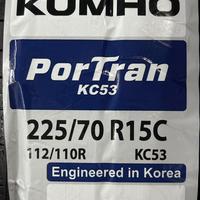 KUMHO
PorTran
KC53
225/70 R15C
112/110R KC53
Engineered in Korea